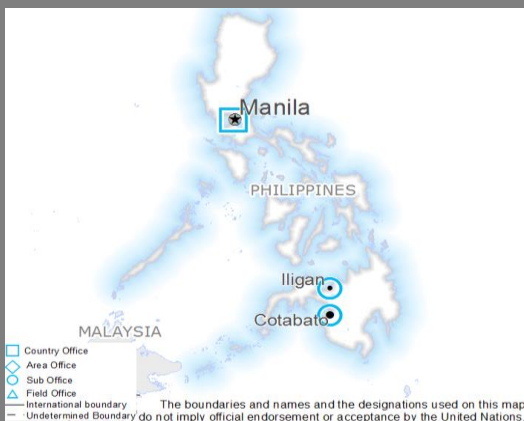 Manila
PHILIPPINES
Iligan
Cotabato
MALAYSIA
Country Office
Area Office
Sub Office
Field Office
International boundary
Undetermined Boundary
The boundaries and names and the designations used on this map
do not imply official endorsement or acceptance by the United Nations.